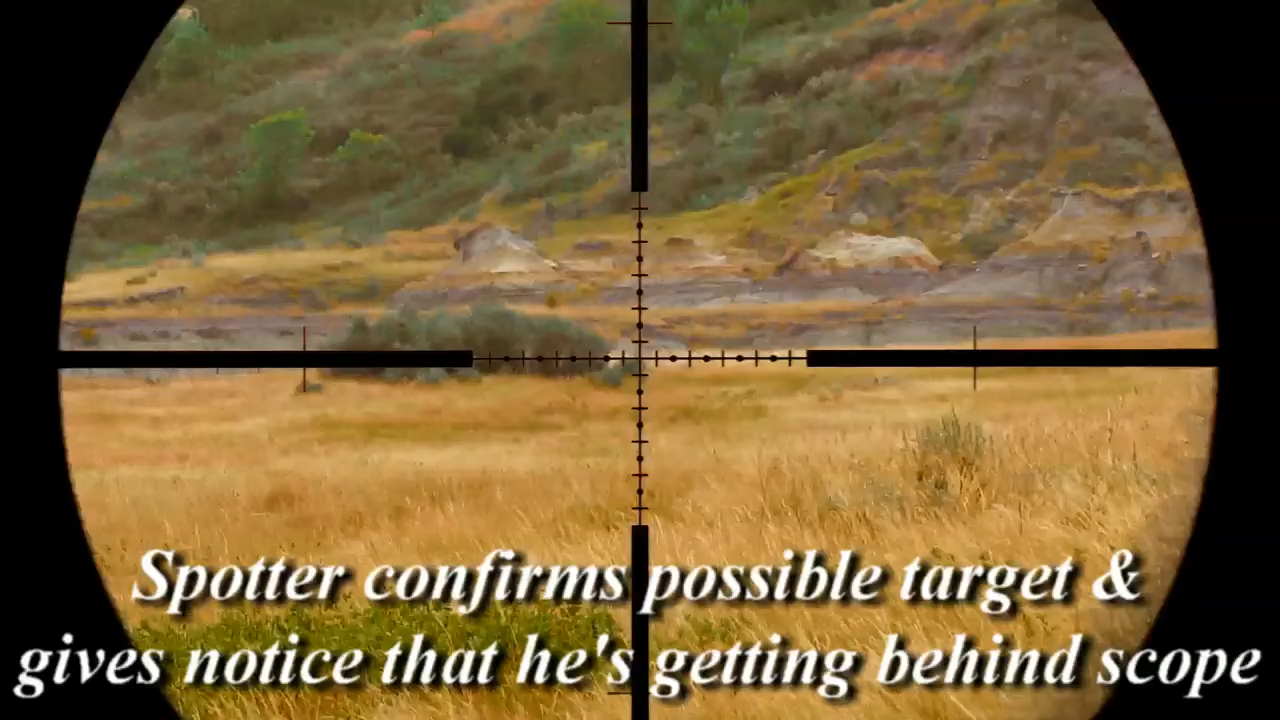 Spotter confirms possible target &
gives notice that he's getting behind scope